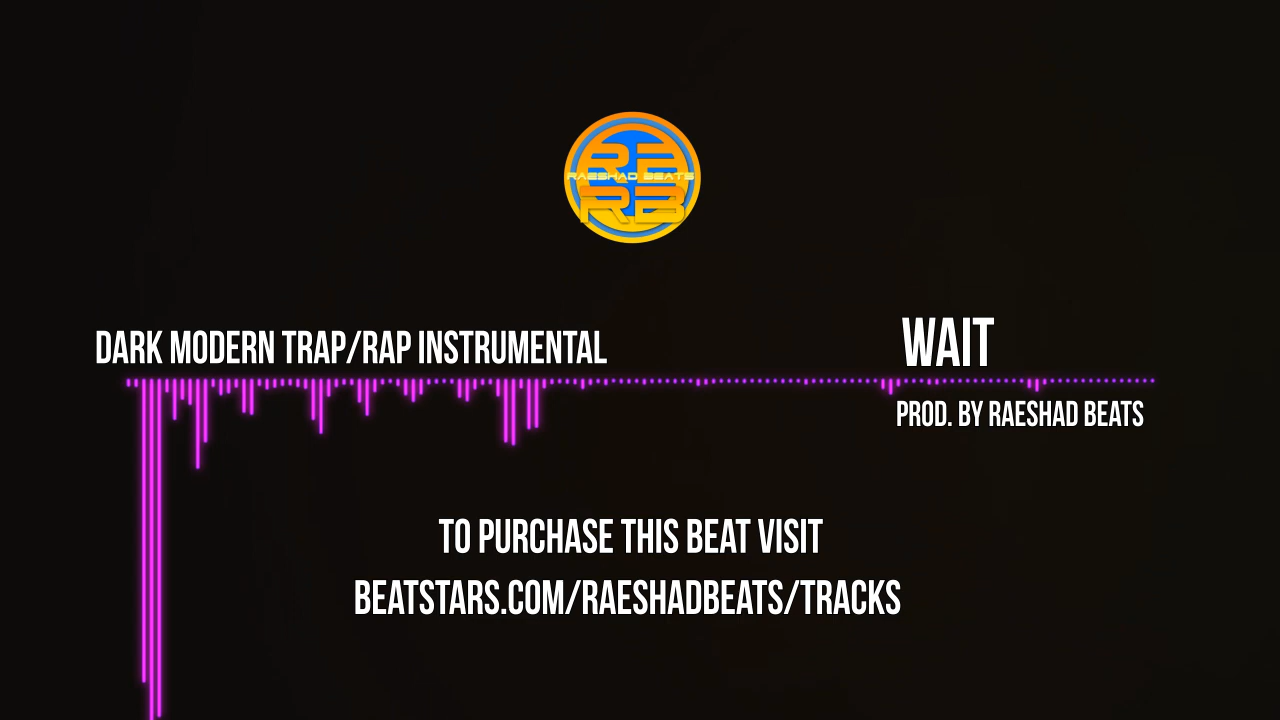 RB
RAESHAD BEATS
RB
DARK MODERN TRAP/RAP INSTRUMENTAL
WAIT
PROD. BY RAESHAD BEATS
TO PURCHASE THIS BEAT VISIT
BEATSTARS.COM/RAESHADBEATS/TRACKS